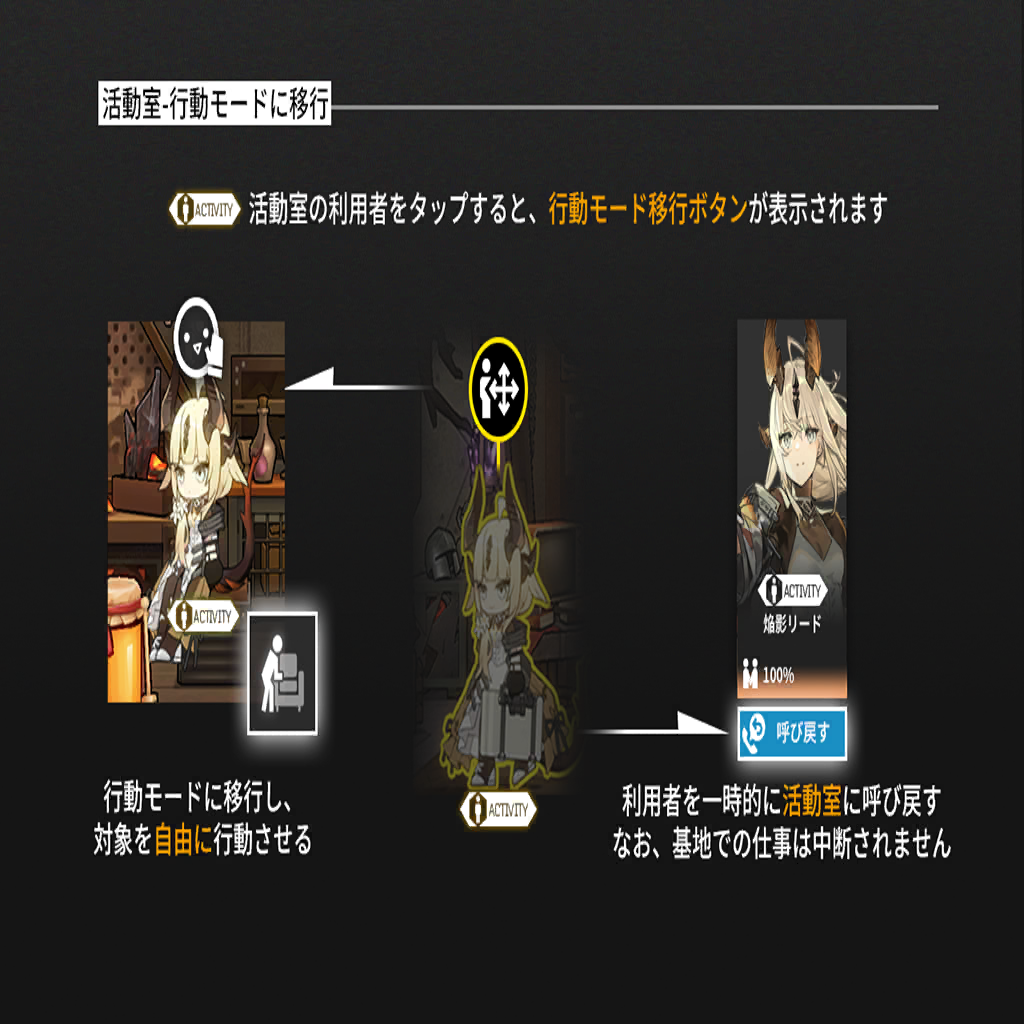 活動室-行動モードに移行
ACTIVITY 活動室の利用者をタップすると、行動モード移行ボタンが表示されます
ACTIVITY
行動モードに移行し、
対象を自由に行動させる
ACTIVITY
ACTIVITY
焔影リード
100%
呼び戻す
利用者を一時的に活動室に呼び戻す
なお、基地での仕事は中断されません